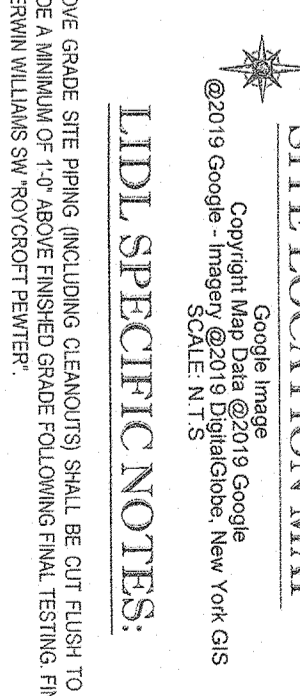 SITE LOCATION MAP
Google Image
Copyright Map Data @2019 Google
@2019 Google - Imagery @2019 DigitalGlobe, New York GIS
SCALE: N.T.S
LIDL SPECIFIC NOTES:
OVE GRADE SITE PIPING (INCLUDING CLEANOUTS) SHALL BE CUT FLUSH TO
DE A MINIMUM OF 1'-0" ABOVE FINISHED GRADE FOLLOWING FINAL TESTING. FIN
ERWIN WILLIAMS SW "ROYCROFT PEWTER".